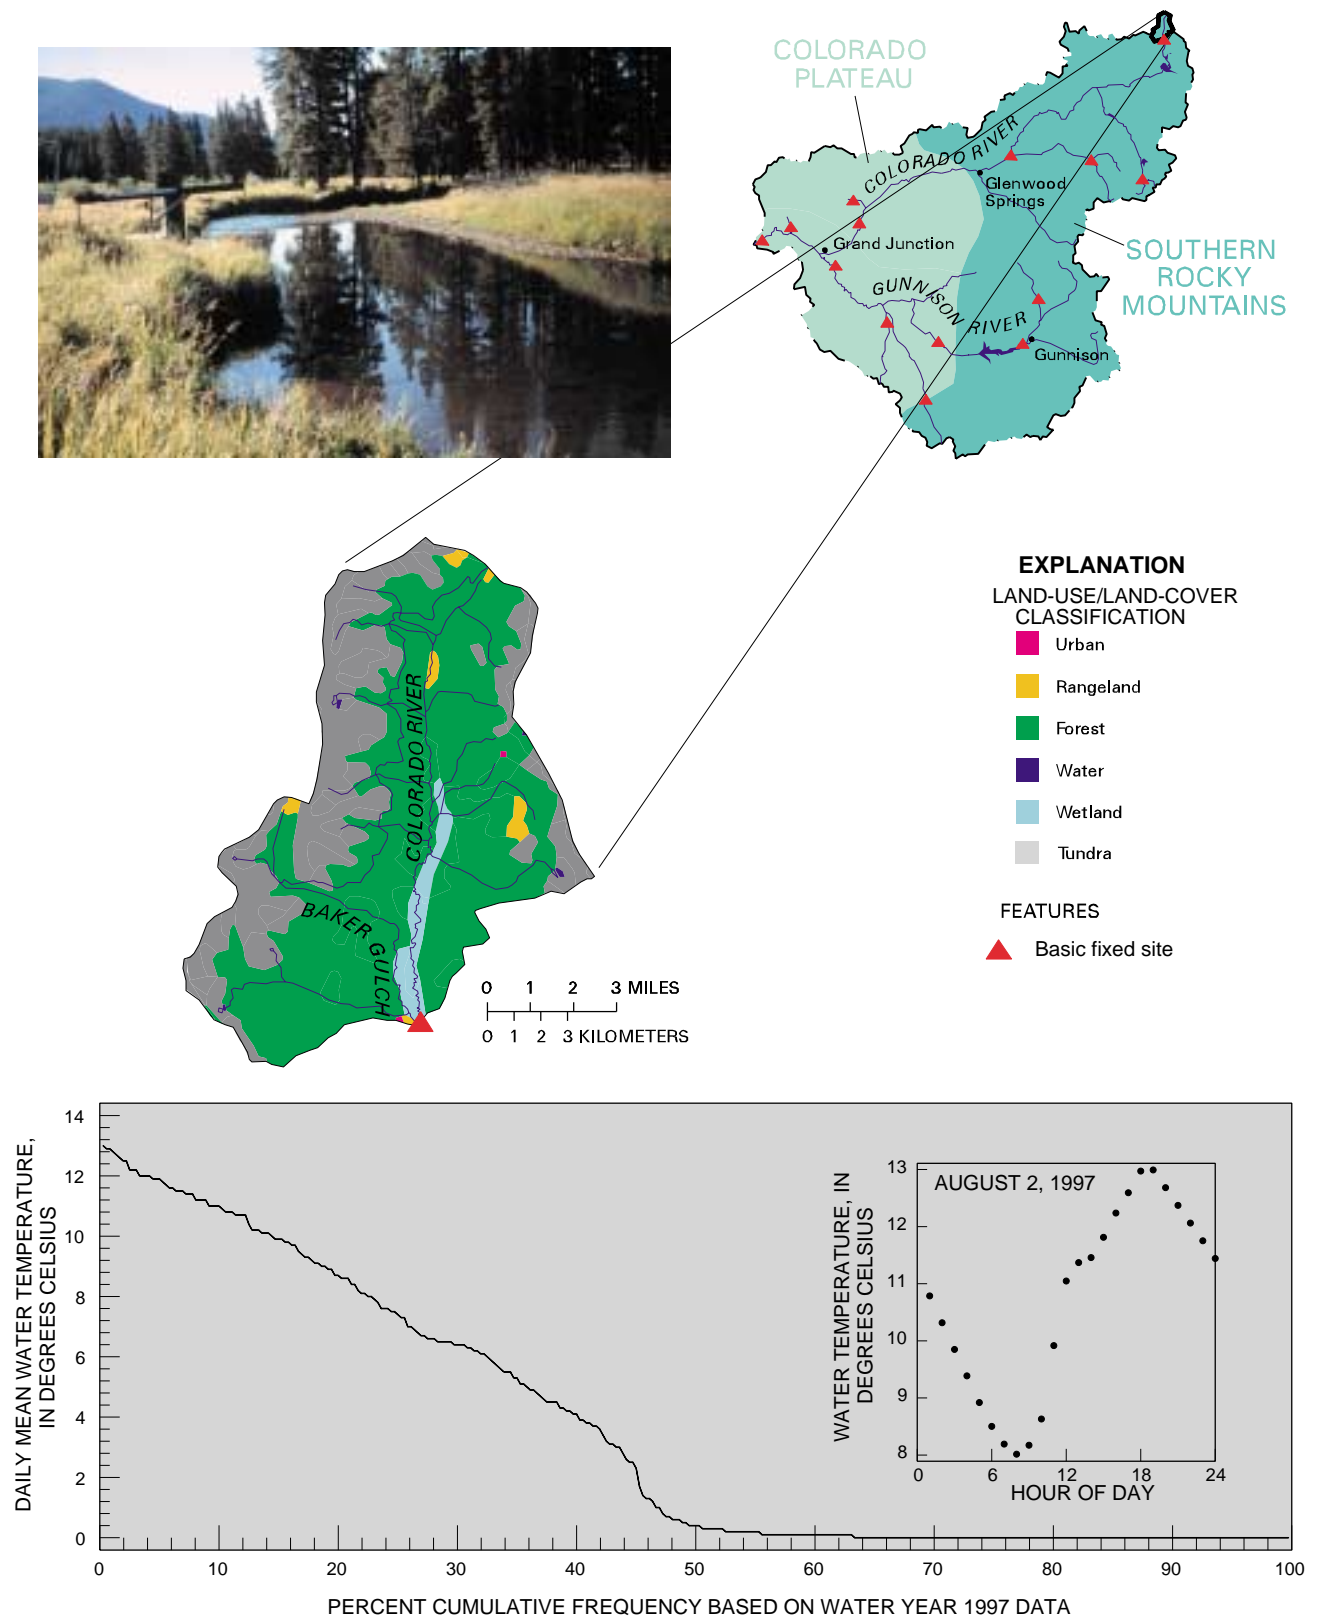 COLORADO
PLATEAU
COLORADO RIVER
Glenwood
Springs
Grand Junction
GUNNISON RIVER
Gunnison
SOUTHERN
ROCKY
MOUNTAINS
EXPLANATION
LAND-USE/LAND-COVER
CLASSIFICATION
Urban
Rangeland
Forest
Water
Wetland
Tundra
FEATURES
Basic fixed site
COLORADO RIVER
BAKER GULCH
0 1 2 3 MILES
0 1 2 3 KILOMETERS
DAILY MEAN WATER TEMPERATURE,
IN DEGREES CELSIUS
14
12
10
8
6
4
2
0
0 10 20 30 40 50 60 70 80 90 100
PERCENT CUMULATIVE FREQUENCY BASED ON WATER YEAR 1997 DATA
WATER TEMPERATURE, IN
DEGREES CELSIUS
AUGUST 2, 1997
13
12
11
10
9
8
0 6 12 18 24
HOUR OF DAY